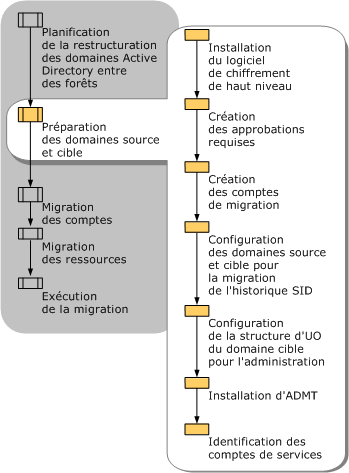 Planification
de la restructuration
des domaines Active
Directory entre
des forêts
Préparation
des domaines source
et cible
Migration
des comptes
Migration
des ressources
Exécution
de la migration
Installation
du logiciel
de chiffrement
de haut niveau
Création
des approbations
requises
Création
des comptes
de migration
Configuration
des domaines source
et cible pour
la migration
de l'historique SID
Configuration
de la structure d'UO
du domaine cible
pour l'administration
Installation d'ADMT
Identification des
comptes de services